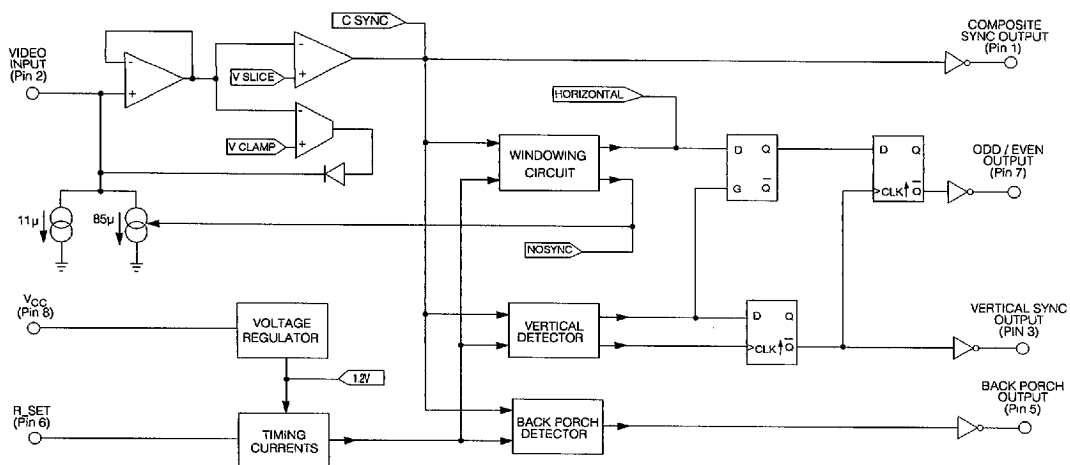 C SYNC
COMPOSITE
SYNC OUTPUT
(Pin 1)
VIDEO
INPUT
(Pin 2)
-
+
-
+
V SLICE
-
+
V CLAMP
HORIZONTAL
WINDOWING
CIRCUIT
D Q
G Q
D Q
CLK Q
ODD / EVEN
OUTPUT
(Pin 7)
11µ
85µ
NOSYNC
VCC
(Pin 8)
VOLTAGE
REGULATOR
VERTICAL
DETECTOR
D Q
CLK Q
VERTICAL SYNC
OUTPUT
(PIN 3)
1.2V
R_SET
(Pin 6)
TIMING
CURRENTS
BACK PORCH
DETECTOR
BACK PORCH
OUTPUT
(Pin 5)